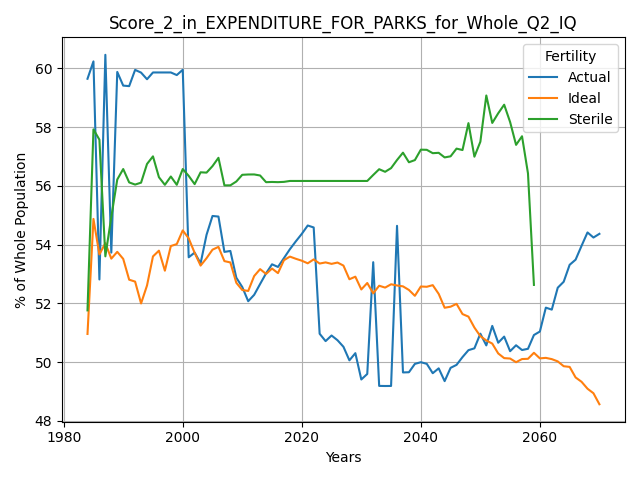 Score_2_in_EXPENDITURE_FOR_PARKS_for_Whole_Q2_IQ
Fertility
Actual
Ideal
Sterile
% of Whole Population
60
58
56
54
52
50
48
1980
2000
2020
2040
2060
Years